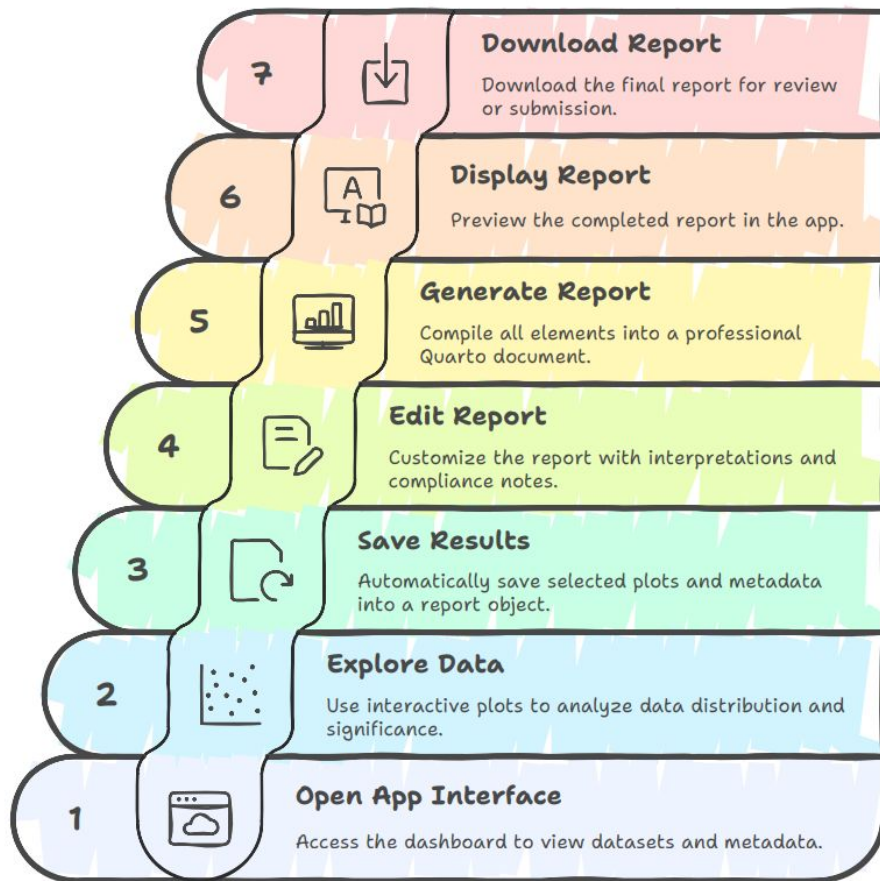 7
Download Report
Download the final report for review
or submission.
6
A
Display Report
Preview the completed report in the app.
5
Generate Report
Compile all elements into a professional
Quarto document.
4
Edit Report
Customize the report with interpretations and
compliance notes.
3
Save Results
Automatically save selected plots and metadata
into a report object.
2
Explore Data
Use interactive plots to analyze data distribution and
significance.
1
Open App Interface
Access the dashboard to view datasets and metadata.